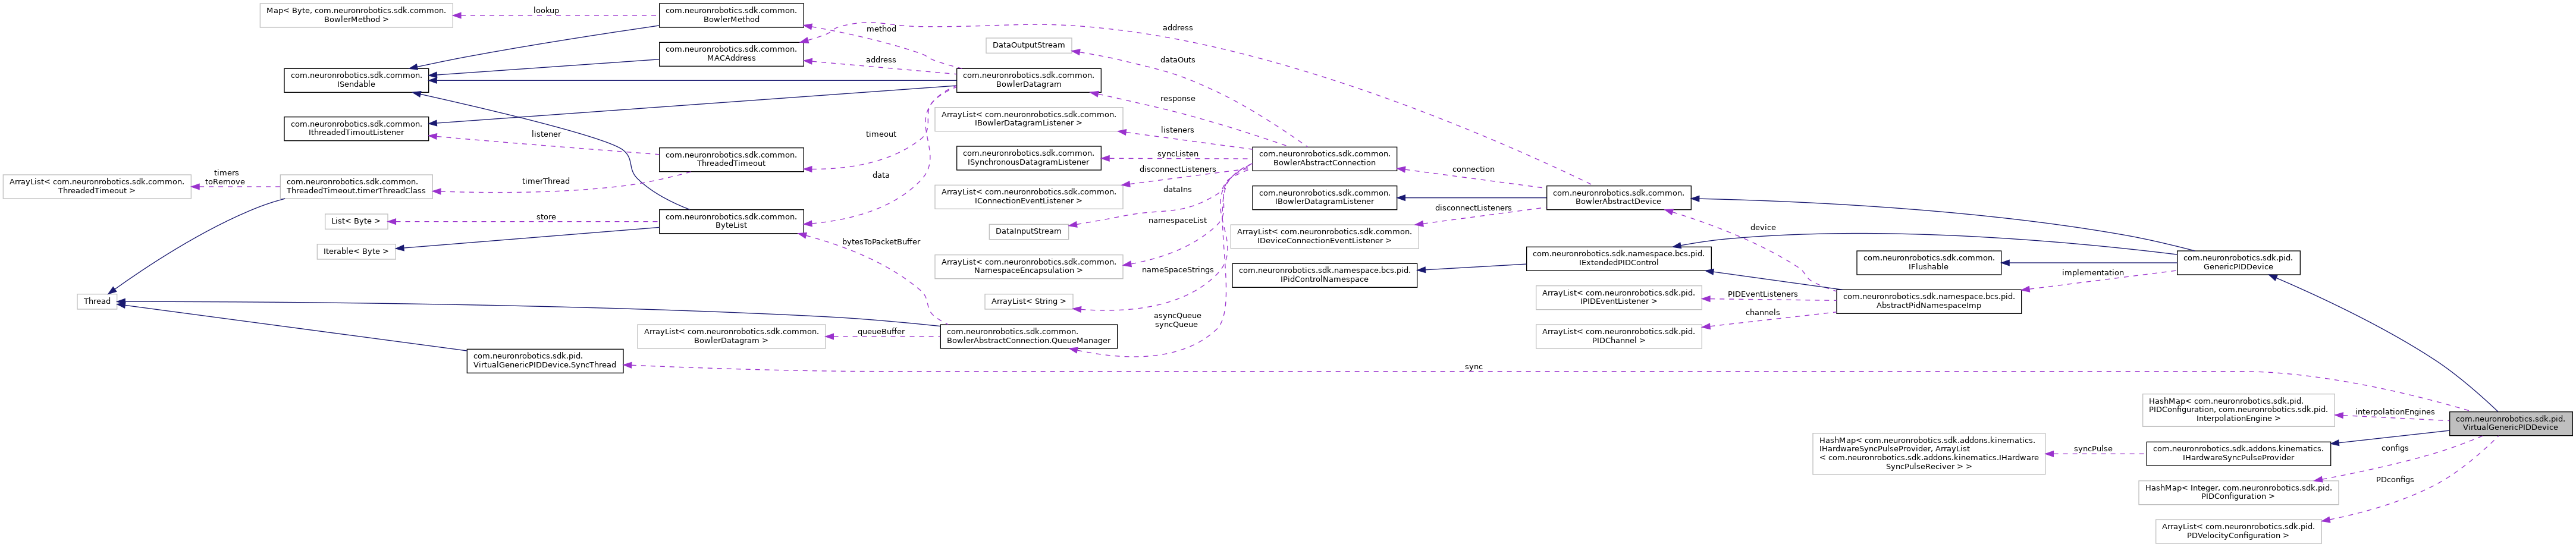 Map< Byte, com.neuronrobotics.sdk.common.
BowlerMethod >
lookup
com.neuronrobotics.sdk.common.
BowlerMethod
method
address
com.neuronrobotics.sdk.common.
MACAddress
address
DataOutputStream
dataOuts
com.neuronrobotics.sdk.common.
ISendable
com.neuronrobotics.sdk.common.
BowlerDatagram
response
ArrayList< com.neuronrobotics.sdk.common.
IBowlerDatagramListener >
listeners
com.neuronrobotics.sdk.common.
IthreadedTimoutListener
listener
timeout
com.neuronrobotics.sdk.common.
ThreadedTimeout
com.neuronrobotics.sdk.common.
ISynchronousDatagramListener
syncListen
com.neuronrobotics.sdk.common.
BowlerAbstractConnection
disconnectListeners
connection
ArrayList< com.neuronrobotics.sdk.common.
ThreadedTimeout >
timers
toRemove
com.neuronrobotics.sdk.common.
ThreadedTimeout.timerThreadClass
timerThread
data
ArrayList< com.neuronrobotics.sdk.common.
IConnectionEventListener >
dataIns
com.neuronrobotics.sdk.common.
IBowlerDatagramListener
com.neuronrobotics.sdk.common.
BowlerAbstractDevice
disconnectListeners
List< Byte >
store
com.neuronrobotics.sdk.common.
ByteList
namespaceList
DataInputStream
ArrayList< com.neuronrobotics.sdk.common.
IDeviceConnectionEventListener >
device
Iterable< Byte >
bytesToPacketBuffer
ArrayList< com.neuronrobotics.sdk.common.
NamespaceEncapsulation >
nameSpaceStrings
com.neuronrobotics.sdk.namespace.bcs.pid.
IPidControlNamespace
com.neuronrobotics.sdk.namespace.bcs.pid.
IExtendedPIDControl
com.neuronrobotics.sdk.common.
IFlushable
com.neuronrobotics.sdk.pid.
GenericPIDDevice
implementation
Thread
ArrayList< String >
ArrayList< com.neuronrobotics.sdk.pid.
IPIDEventListener >
PIDEventListeners
com.neuronrobotics.sdk.namespace.bcs.pid.
AbstractPidNamespaceImp
channels
asyncQueue
syncQueue
ArrayList< com.neuronrobotics.sdk.common.
BowlerDatagram >
queueBuffer
com.neuronrobotics.sdk.common.
BowlerAbstractConnection.QueueManager
ArrayList< com.neuronrobotics.sdk.pid.
PIDChannel >
com.neuronrobotics.sdk.pid.
VirtualGenericPIDDevice.SyncThread
sync
HashMap< com.neuronrobotics.sdk.pid.
PIDConfiguration, com.neuronrobotics.sdk.pid.
InterpolationEngine >
interpolationEngines
com.neuronrobotics.sdk.pid.
VirtualGenericPIDDevice
HashMap< com.neuronrobotics.sdk.addons.kinematics.
IHardwareSyncPulseProvider, ArrayList
< com.neuronrobotics.sdk.addons.kinematics.IHardware
SyncPulseReciver > >
syncPulse
com.neuronrobotics.sdk.addons.kinematics.
IHardwareSyncPulseProvider
configs
HashMap< Integer, com.neuronrobotics.sdk.pid.
PIDConfiguration >
PDconfigs
ArrayList< com.neuronrobotics.sdk.pid.
PDVelocityConfiguration >